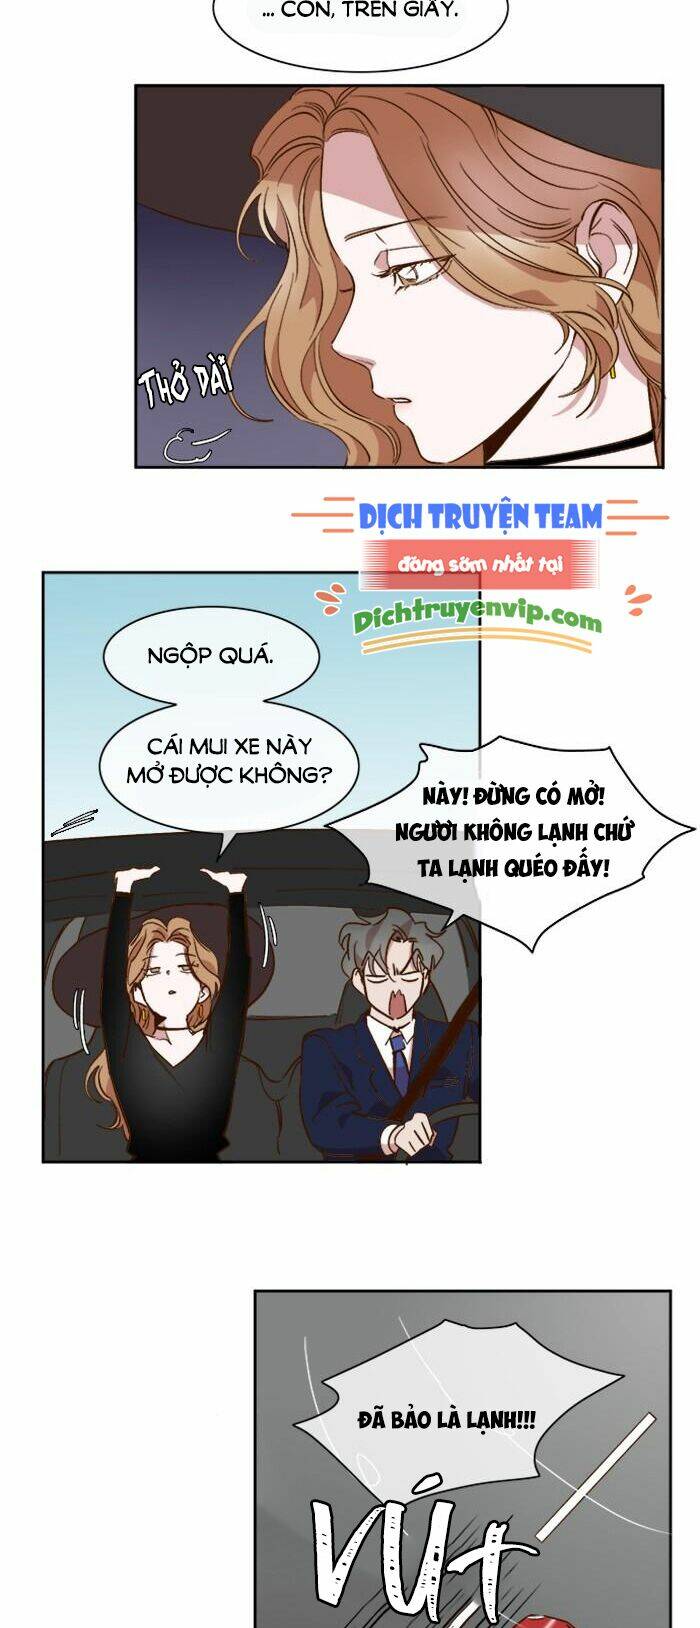 ... CÒN, TRÊN GIẤY.
THỞ DÀI
DỊCH TRUYỆN TEAM
đăng sớm nhất tại
Dichtruyenvip.com
NGỘP QUÁ.
CÁI MUI XE NÀY
MỞ ĐƯỢC KHÔNG?
NÀY! ĐỪNG CÓ MỞ!
NGƯƠI KHÔNG LẠNH CHỨ
TA LẠNH QUÉO ĐẤY!
ĐÃ BẢO LÀ LẠNH!!!
VÚT